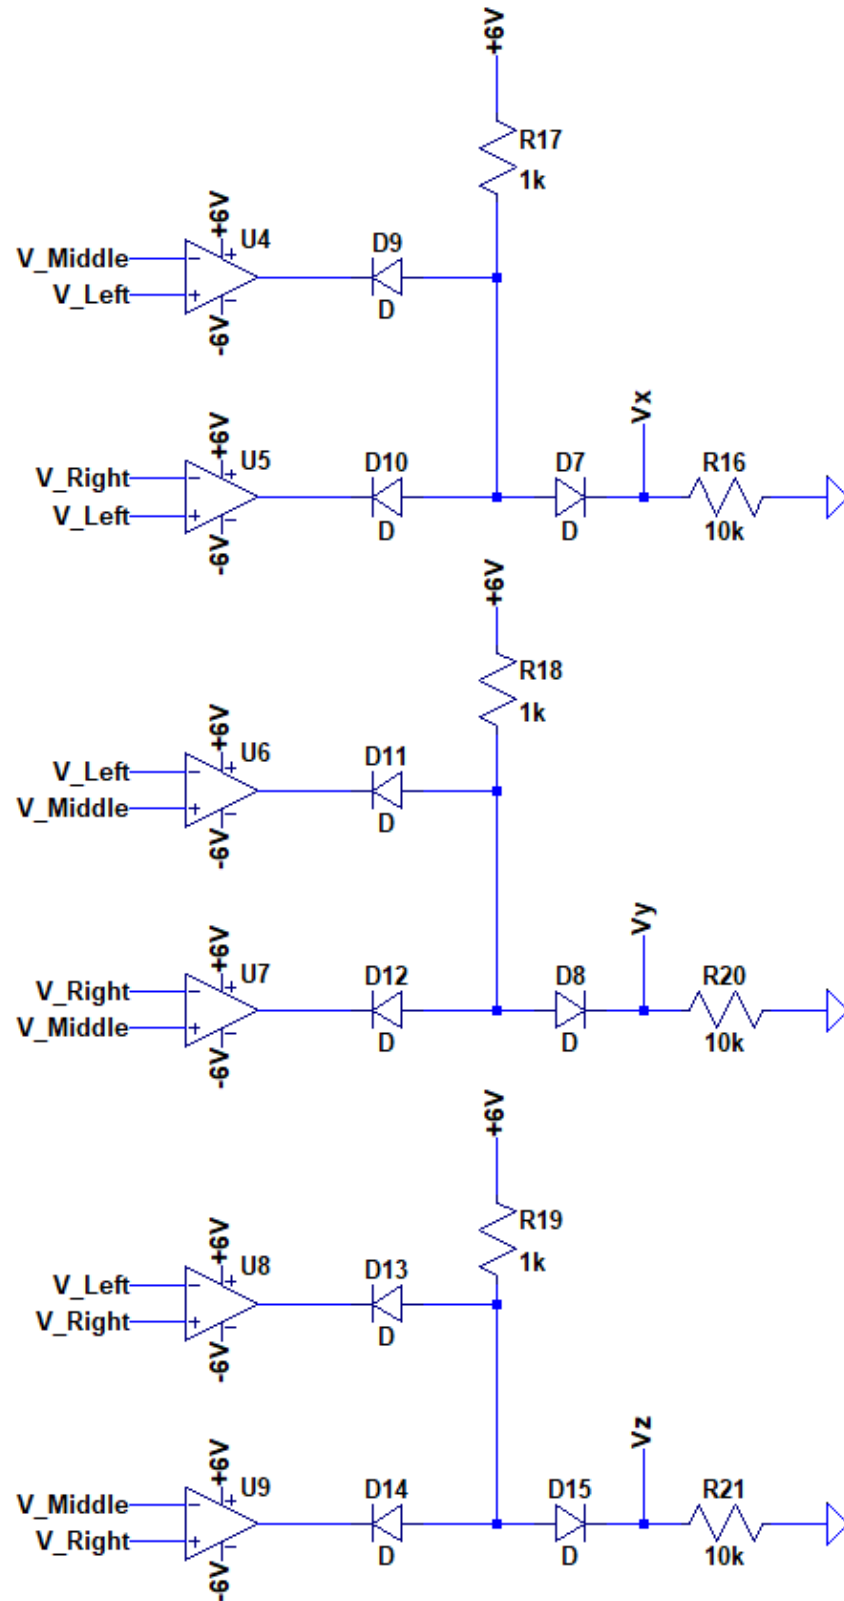 +6V
R17
1k
+6V
U4
D9
V_Middle
V_Left
D
-6V
Vx
+6V
U5
D10
D7
R16
V_Right
V_Left
D
D
10k
-6V
+6V
R18
1k
+6V
U6
D11
V_Left
V_Middle
D
-6V
Vy
+6V
U7
D12
D8
R20
V_Right
V_Middle
D
D
10k
-6V
+6V
R19
1k
+6V
U8
D13
V_Left
V_Right
D
-6V
Vz
+6V
U9
D14
D15
R21
V_Middle
V_Right
D
D
10k
-6V